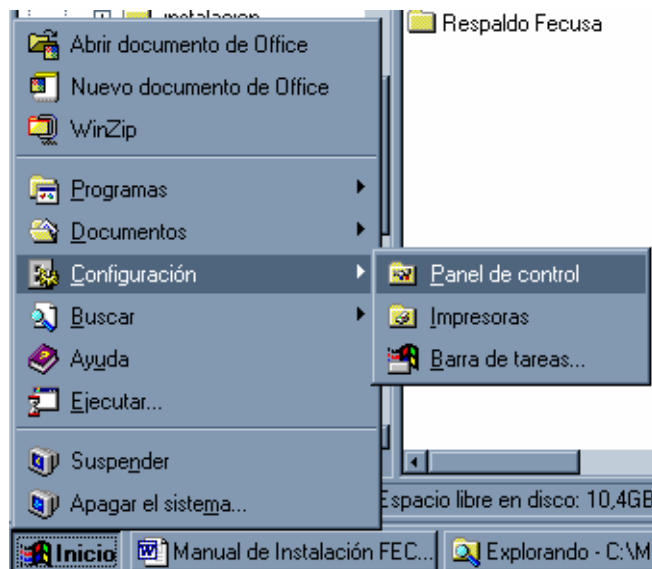 instalacion
Respaldo Fecusa
Abrir documento de Office
Nuevo documento de Office
WinZip
Programas
Documentos
Configuración
Panel de control
Buscar
Impresoras
Ayuda
Barra de tareas...
Ejecutar...
Suspender
Apagar el sistema...
Espacio libre en disco: 10,4GB
Inicio
Manual de Instalación FEC...
Explorando - C:\M